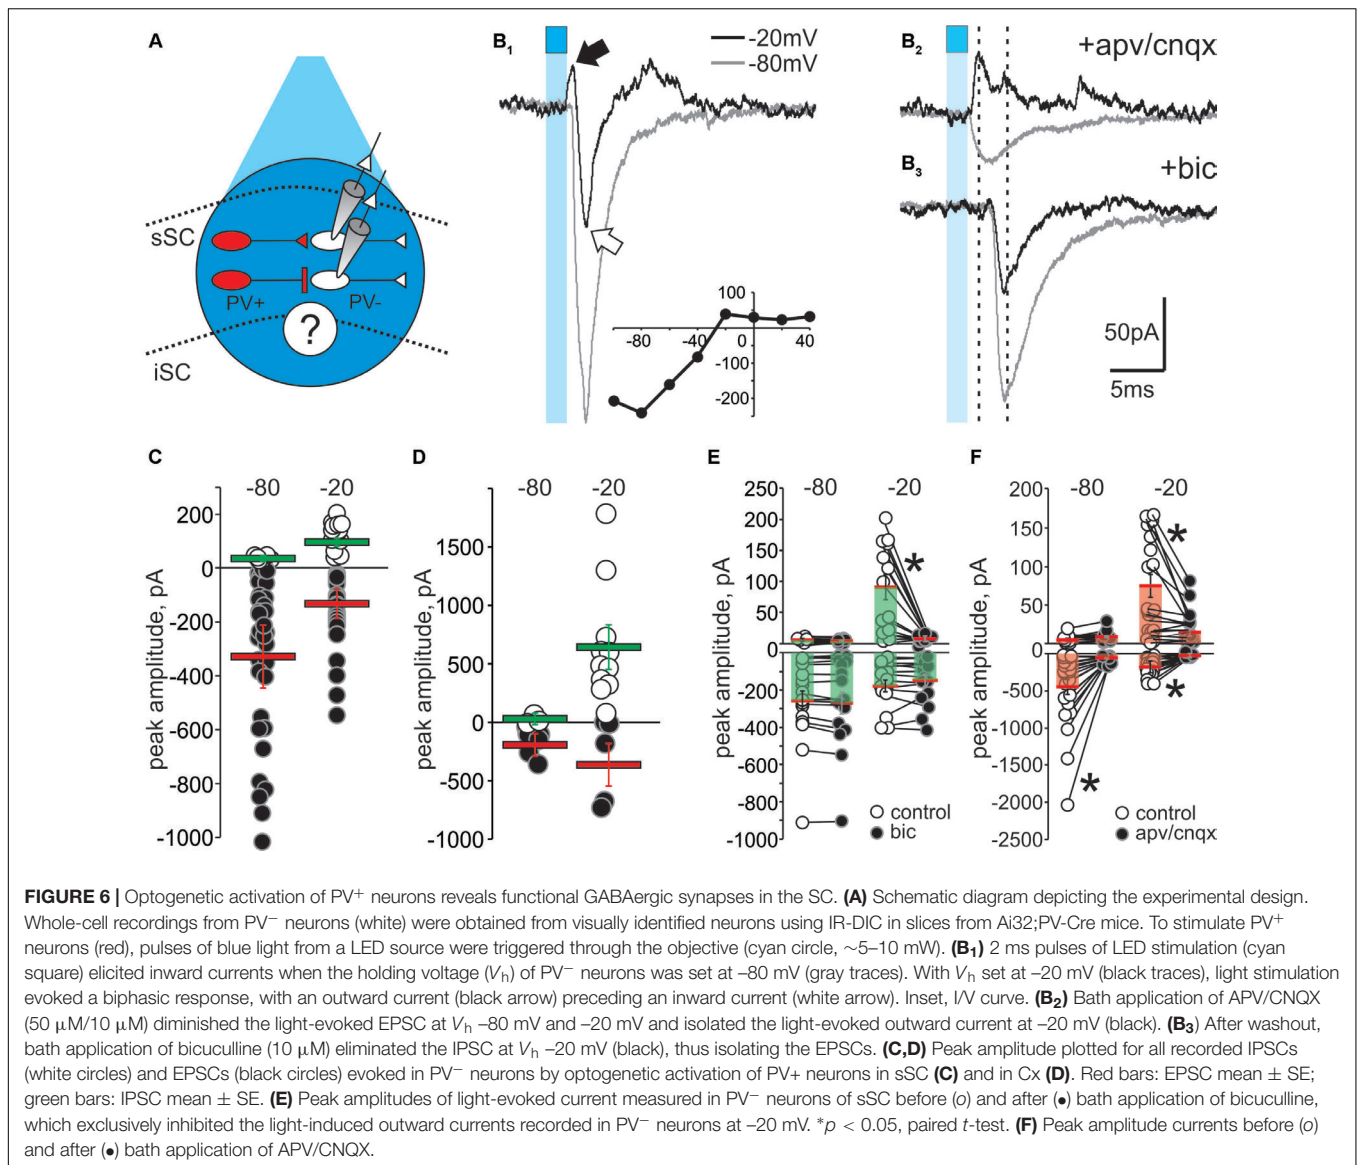 A
sSC
PV+
PV-
?
iSC
B1
-20mV
-80mV
100
-80
-40
0
40
-100
-200
B2
+apv/cnqx
B3
+bic
50pA
5ms
C
-80
-20
peak amplitude, pA
200
0
-200
-400
-600
-800
-1000
D
-80
-20
peak amplitude, pA
1500
1000
500
0
-500
-1000
E
-80
-20
peak amplitude, pA
250
200
150
100
50
0
-200
-400
-600
-800
-1000
*
control
bic
F
-80
-20
peak amplitude, pA
200
150
100
50
0
-500
-1000
-1500
-2000
-2500
*
*
*
control
apv/cnqx
FIGURE 6 | Optogenetic activation of PV+ neurons reveals functional GABAergic synapses in the SC. (A) Schematic diagram depicting the experimental design.
Whole-cell recordings from PV− neurons (white) were obtained from visually identified neurons using IR-DIC in slices from Ai32;PV-Cre mice. To stimulate PV+
neurons (red), pulses of blue light from a LED source were triggered through the objective (cyan circle, ∼5–10 mW). (B1) 2 ms pulses of LED stimulation (cyan
square) elicited inward currents when the holding voltage (Vh) of PV− neurons was set at –80 mV (gray traces). With Vh set at –20 mV (black traces), light stimulation
evoked a biphasic response, with an outward current (black arrow) preceding an inward current (white arrow). Inset, I/V curve. (B2) Bath application of APV/CNQX
(50 μM/10 μM) diminished the light-evoked EPSC at Vh –80 mV and –20 mV and isolated the light-evoked outward current at –20 mV (black). (B3) After washout,
bath application of bicuculline (10 μM) eliminated the IPSC at Vh –20 mV (black), thus isolating the EPSCs. (C,D) Peak amplitude plotted for all recorded IPSCs
(white circles) and EPSCs (black circles) evoked in PV− neurons by optogenetic activation of PV+ neurons in sSC (C) and in Cx (D). Red bars: EPSC mean ± SE;
green bars: IPSC mean ± SE. (E) Peak amplitudes of light-evoked current measured in PV− neurons of sSC before (o) and after (•) bath application of bicuculline,
which exclusively inhibited the light-induced outward currents recorded in PV− neurons at –20 mV. *p < 0.05, paired t-test. (F) Peak amplitude currents before (o)
and after (•) bath application of APV/CNQX.